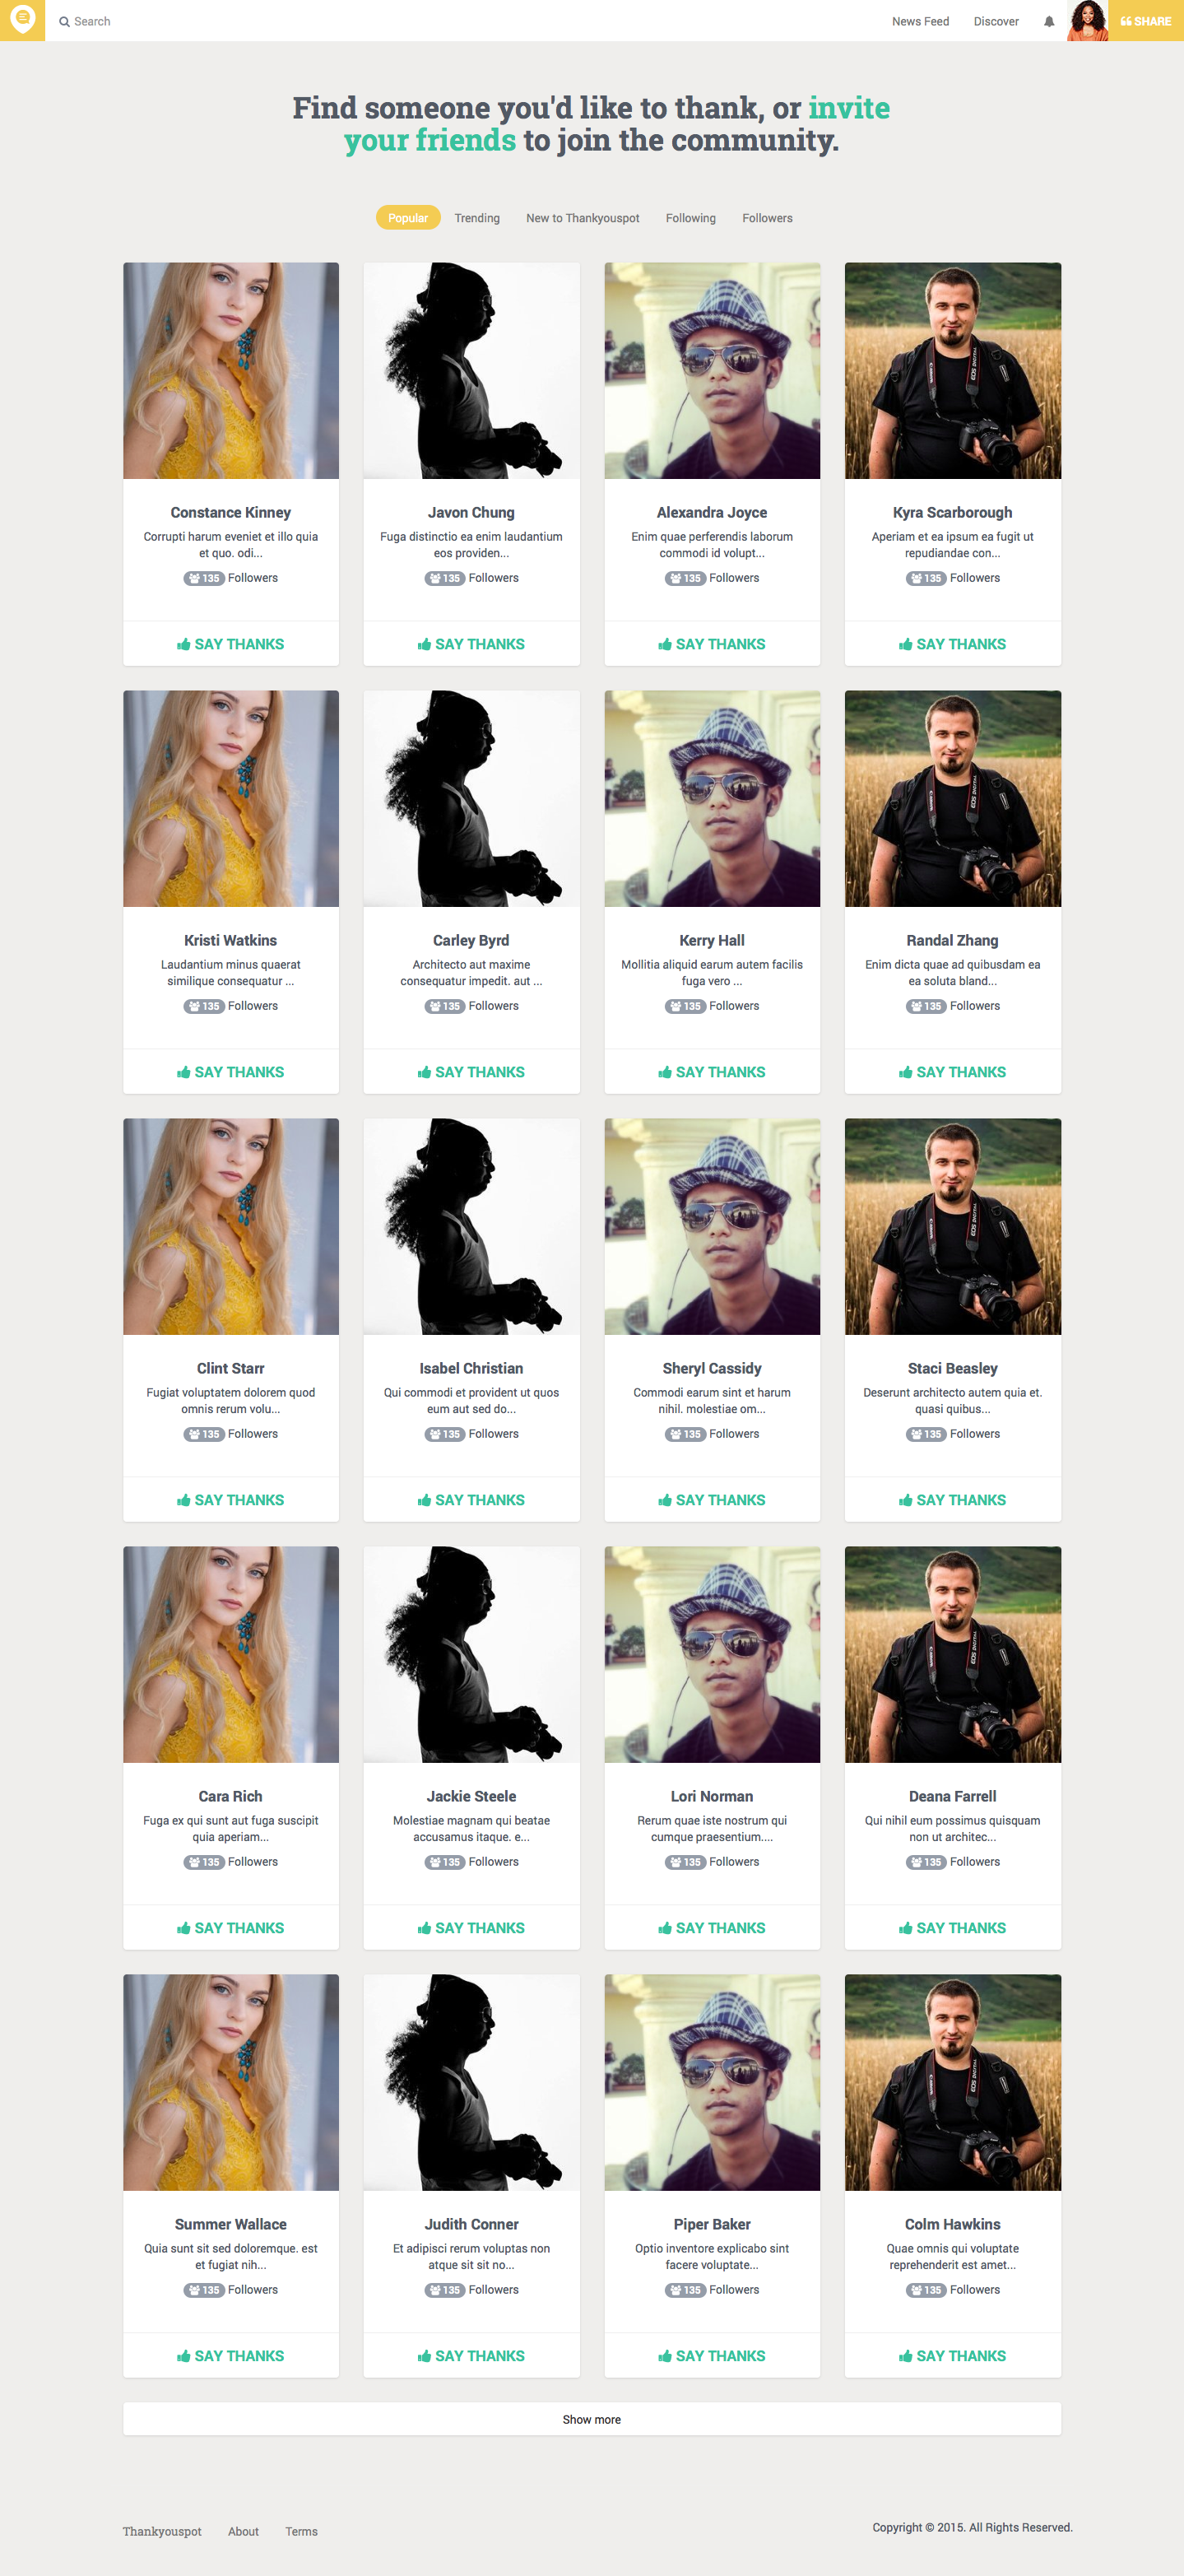 Search
News Feed
Discover
SHARE
Find someone you'd like to thank, or invite
your friends to join the community.
Popular
Trending
New to Thankyouspot
Following
Followers
Constance Kinney
Corrupti harum eveniet et illo quia
et quo. odi...
135 Followers
SAY THANKS
Javon Chung
Fuga distinctio ea enim laudantium
eos providen...
135 Followers
SAY THANKS
Alexandra Joyce
Enim quae perferendis laborum
commodi id volupt...
135 Followers
SAY THANKS
Kyra Scarborough
Aperiam et ea ipsum ea fugit ut
repudiandae con...
135 Followers
SAY THANKS
Kristi Watkins
Laudantium minus quaerat
similique consequatur ...
135 Followers
SAY THANKS
Carley Byrd
Architecto aut maxime
consequatur impedit. aut ...
135 Followers
SAY THANKS
Kerry Hall
Mollitia aliquid earum autem facilis
fuga vero ...
135 Followers
SAY THANKS
Randal Zhang
Enim dicta quae ad quibusdam ea
ea soluta bland...
135 Followers
SAY THANKS
Clint Starr
Fugiat voluptatem dolorem quod
omnis rerum volu...
135 Followers
SAY THANKS
Isabel Christian
Qui commodi et provident ut quos
eum aut sed do...
135 Followers
SAY THANKS
Sheryl Cassidy
Commodi earum sint et harum
nihil. molestiae om...
135 Followers
SAY THANKS
Staci Beasley
Deserunt architecto autem quia et.
quasi quibus...
135 Followers
SAY THANKS
Cara Rich
Fuga ex qui sunt aut fuga suscipit
quia aperiam...
135 Followers
SAY THANKS
Jackie Steele
Molestiae magnam qui beatae
accusamus itaque. e...
135 Followers
SAY THANKS
Lori Norman
Rerum quae iste nostrum qui
cumque praesentium....
135 Followers
SAY THANKS
Deana Farrell
Qui nihil eum possimus quisquam
non ut architec...
135 Followers
SAY THANKS
Summer Wallace
Quia sunt sit sed doloremque. est
et fugiat nih...
135 Followers
SAY THANKS
Judith Conner
Et adipisci rerum voluptas non
atque sit sit no...
135 Followers
SAY THANKS
Piper Baker
Optio inventore explicabo sint
facere voluptate...
135 Followers
SAY THANKS
Colm Hawkins
Quae omnis qui voluptate
reprehenderit est amet...
135 Followers
SAY THANKS
Show more
Thankyouspot
About
Terms
Copyright © 2015. All Rights Reserved.